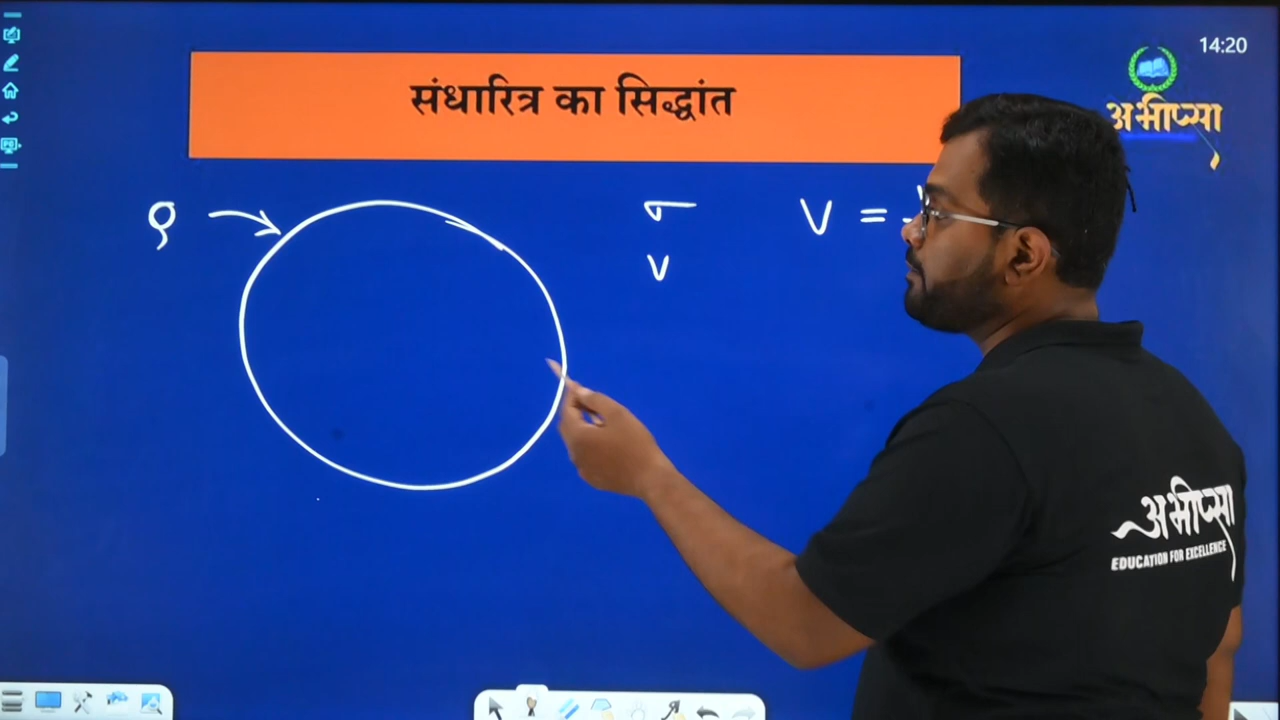 14:20
संधारित्र का सिद्धांत
अभीप्सा
σ
V =
V
अभीप्सा
EDUCATION FOR EXCELLENCE